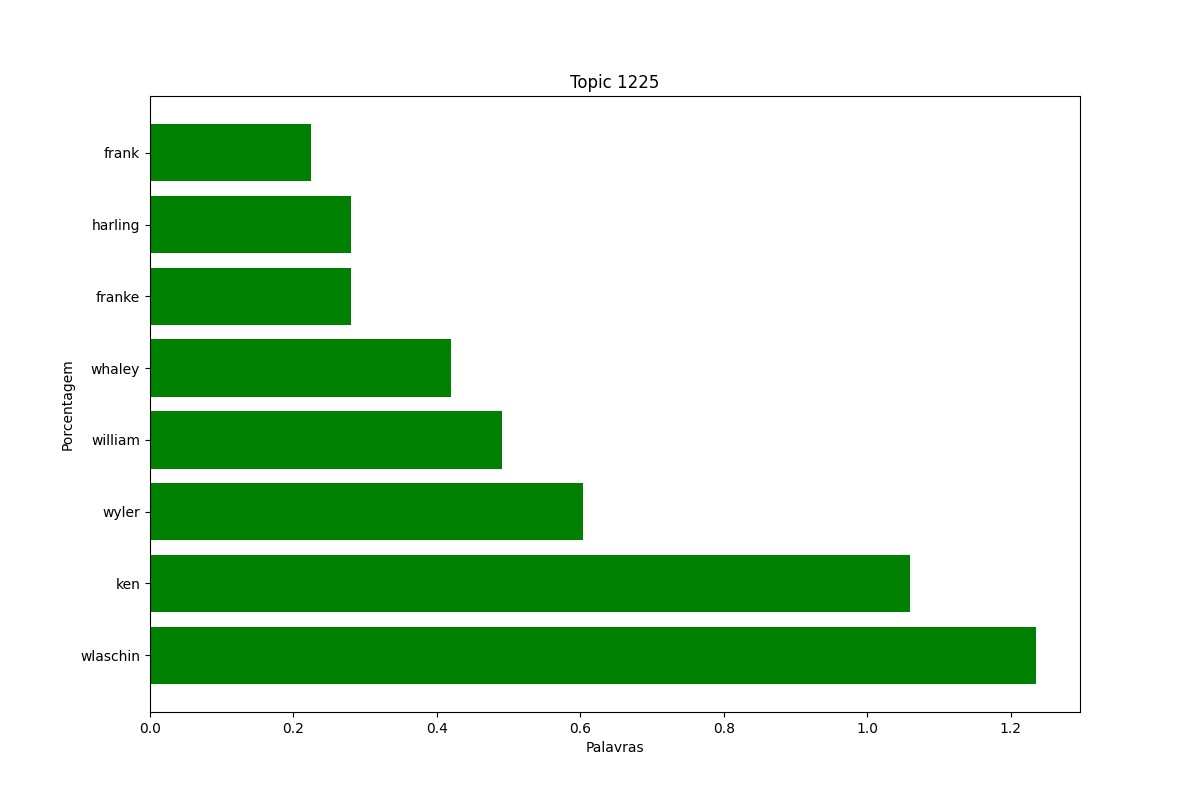 Topic 1225
Porcentagem
frank
harling
franke
whaley
william
wyler
ken
wlaschin
0.0 0.2 0.4 0.6 0.8 1.0 1.2
Palavras